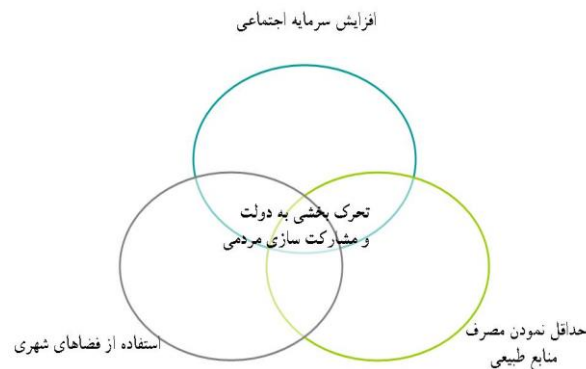 افزایش سرمایه اجتماعی
تحرک بخشی به دولت
و مشارکت سازی مردمی
حداقل نمودن مصرف
منابع طبیعی
استفاده از فضاهای شهری